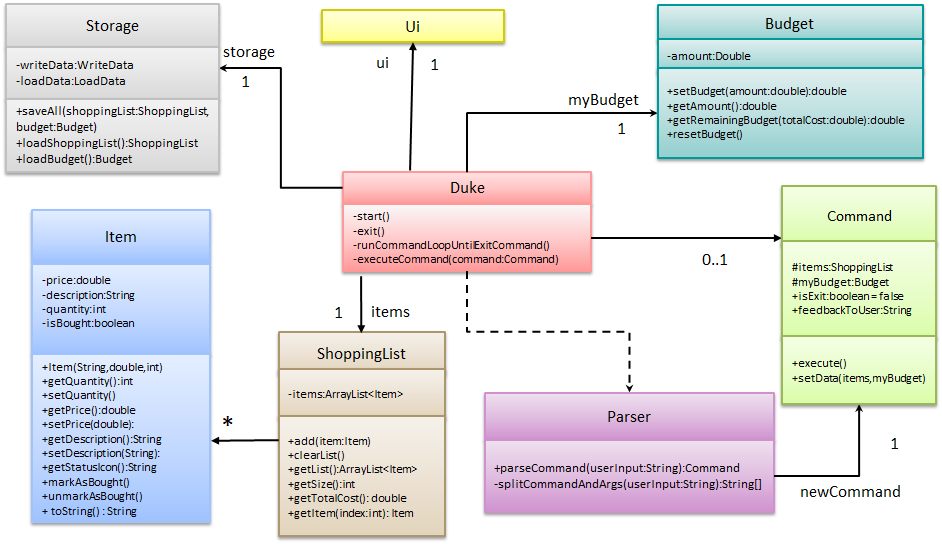 Storage
-writeData:WriteData
-loadData:LoadData
+saveAll(shoppingList:ShoppingList,
budget:Budget)
+loadShoppingList():ShoppingList
+loadBudget():Budget
storage
1
Ui
ui
1
Budget
-amount:Double
+setBudget(amount:double):double
+getAmount():double
+getRemainingBudget(totalCost:double):double
+resetBudget()
myBudget
1
Duke
-start()
-exit()
-runCommandLoopUntilExitCommand()
-executeCommand(command:Command)
0..1
Command
#items:ShoppingList
#myBudget:Budget
+isExit:boolean = false
+feedbackToUser:String
+execute()
+setData(items,myBudget)
Item
-price:double
-description:String
-quantity:int
-isBought:boolean
+Item(String,double,int)
+getQuantity():int
+setQuantity()
+getPrice():double
+setPrice(double):
+getDescription():String
+setDescription(String):
+getStatusIcon():String
+markAsBought()
+unmarkAsBought()
+ toString() : String
1
items
*
ShoppingList
-items:ArrayList<Item>
+add(item:Item)
+clearList()
+getList():ArrayList<Item>
+getSize():int
+getTotalCost(): double
+getItem(index:int): Item
Parser
+parseCommand(userInput:String):Command
-splitCommandAndArgs(userInput:String):String[]
1
newCommand